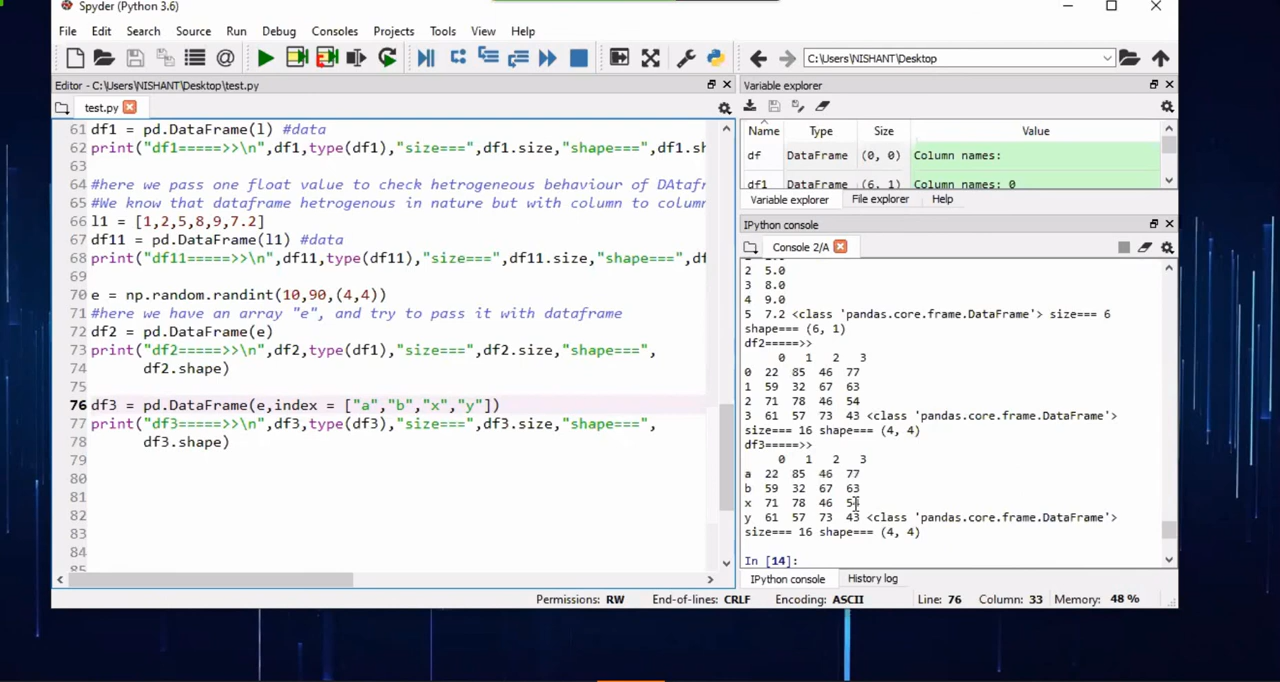 Spyder (Python 3.6)
File Edit Search Source Run Debug Consoles Projects Tools View Help
C:\Users\NISHANT\Desktop
Editor - C:\Users\NISHANT\Desktop\test.py
test.py
61 df1 = pd.DataFrame(l) #data
62 print("df1=====>>\n",df1,type(df1),"size===",df1.size,"shape===",df1.sh
63
64 #here we pass one float value to check hetrogeneous behaviour of DAtafr
65 #We know that dataframe hetrogenous in nature but with column to column
66 l1 = [1,2,5,8,9,7.2]
67 df11 = pd.DataFrame(l1) #data
68 print("df11=====>>\n",df11,type(df11),"size===",df11.size,"shape===",df
69
70 e = np.random.randint(10,90,(4,4))
71 #here we have an array "e", and try to pass it with dataframe
72 df2 = pd.DataFrame(e)
73 print("df2=====>>\n",df2,type(df1),"size===",df2.size,"shape===",
74 df2.shape)
75
76 df3 = pd.DataFrame(e,index = ["a","b","x","y"])
77 print("df3=====>>\n",df3,type(df3),"size===",df3.size,"shape===",
78 df3.shape)
79
80
81
82
83
84
85
Variable explorer
Name Type Size Value
df DataFrame (0, 0) Column names:
df1 DataFrame (6, 1) Column names: 0
Variable explorer File explorer Help
IPython console
Console 2/A
2 5.0
3 8.0
4 9.0
5 7.2 <class 'pandas.core.frame.DataFrame'> size=== 6
shape=== (6, 1)
df2=====>>
0 1 2 3
0 22 85 46 77
1 59 32 67 63
2 71 78 46 54
3 61 57 73 43 <class 'pandas.core.frame.DataFrame'>
size=== 16 shape=== (4, 4)
df3=====>>
0 1 2 3
a 22 85 46 77
b 59 32 67 63
x 71 78 46 54
y 61 57 73 43 <class 'pandas.core.frame.DataFrame'>
size=== 16 shape=== (4, 4)
In [14]:
IPython console History log
Permissions: RW End-of-lines: CRLF Encoding: ASCII Line: 76 Column: 33 Memory: 48 %